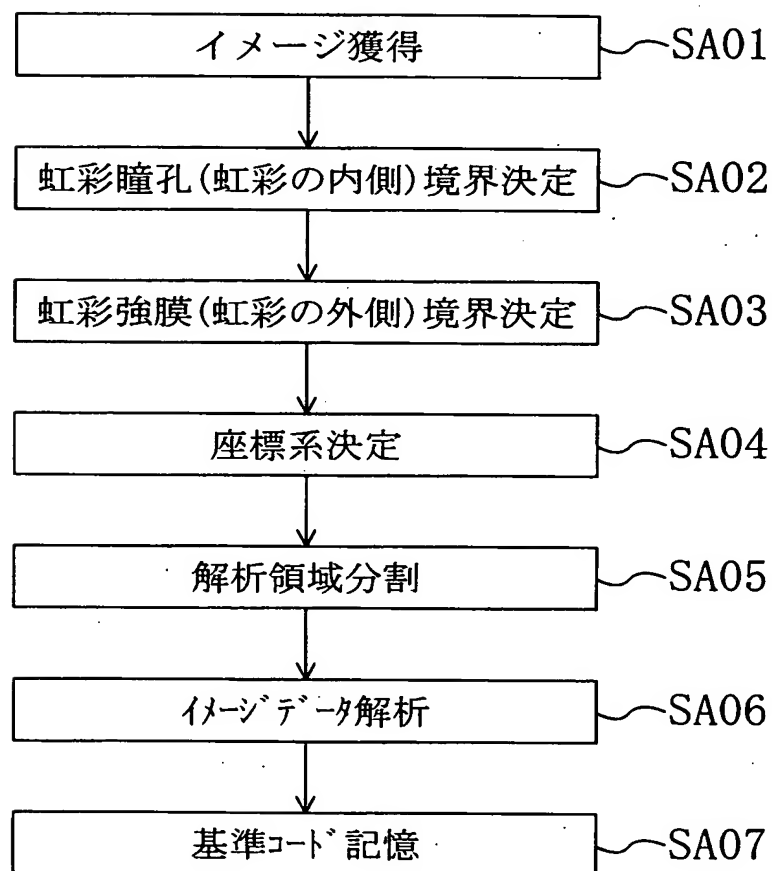 イメージ獲得 SA01
虹彩瞳孔(虹彩の内側)境界決定 SA02
虹彩強膜(虹彩の外側)境界決定 SA03
座標系決定 SA04
解析領域分割 SA05
ｲﾒｰｼﾞﾃﾞｰﾀ解析 SA06
基準ｺｰﾄﾞ記憶 SA07